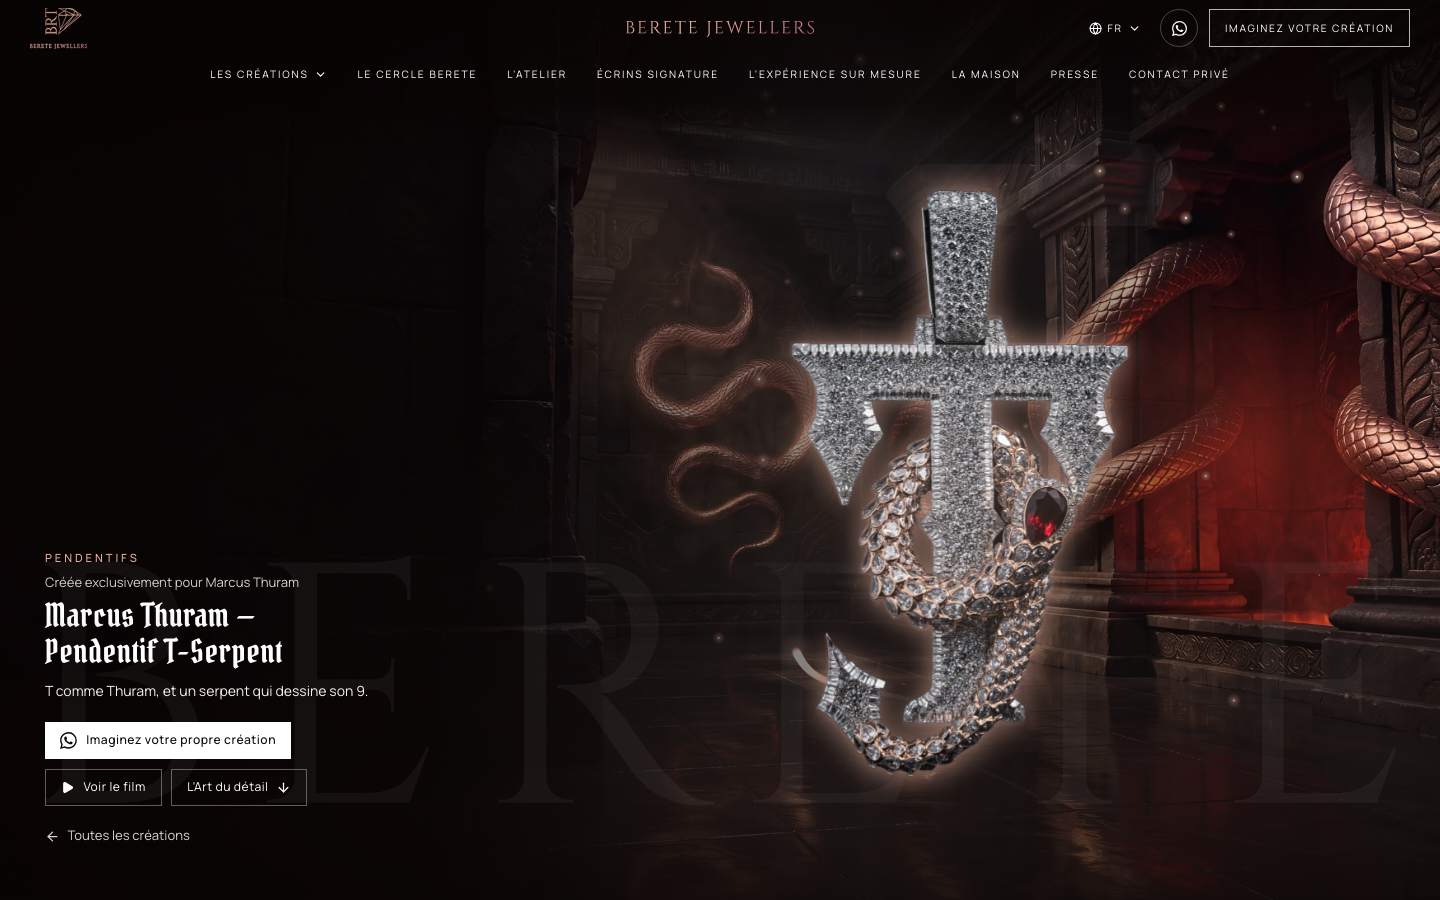 BRT
BERETE JEWELLERS
BERETE JEWELLERS
FR
IMAGINEZ VOTRE CRÉATION
LES CRÉATIONS
LE CERCLE BERETE
L'ATELIER
ÉCRINS SIGNATURE
L'EXPÉRIENCE SUR MESURE
LA MAISON
PRESSE
CONTACT PRIVÉ
BERETE
PENDENTIFS
Créée exclusivement pour Marcus Thuram
Marcus Thuram –
Pendentif T-Serpent
T comme Thuram, et un serpent qui dessine son 9.
Imaginez votre propre création
Voir le film
L'Art du détail
Toutes les créations